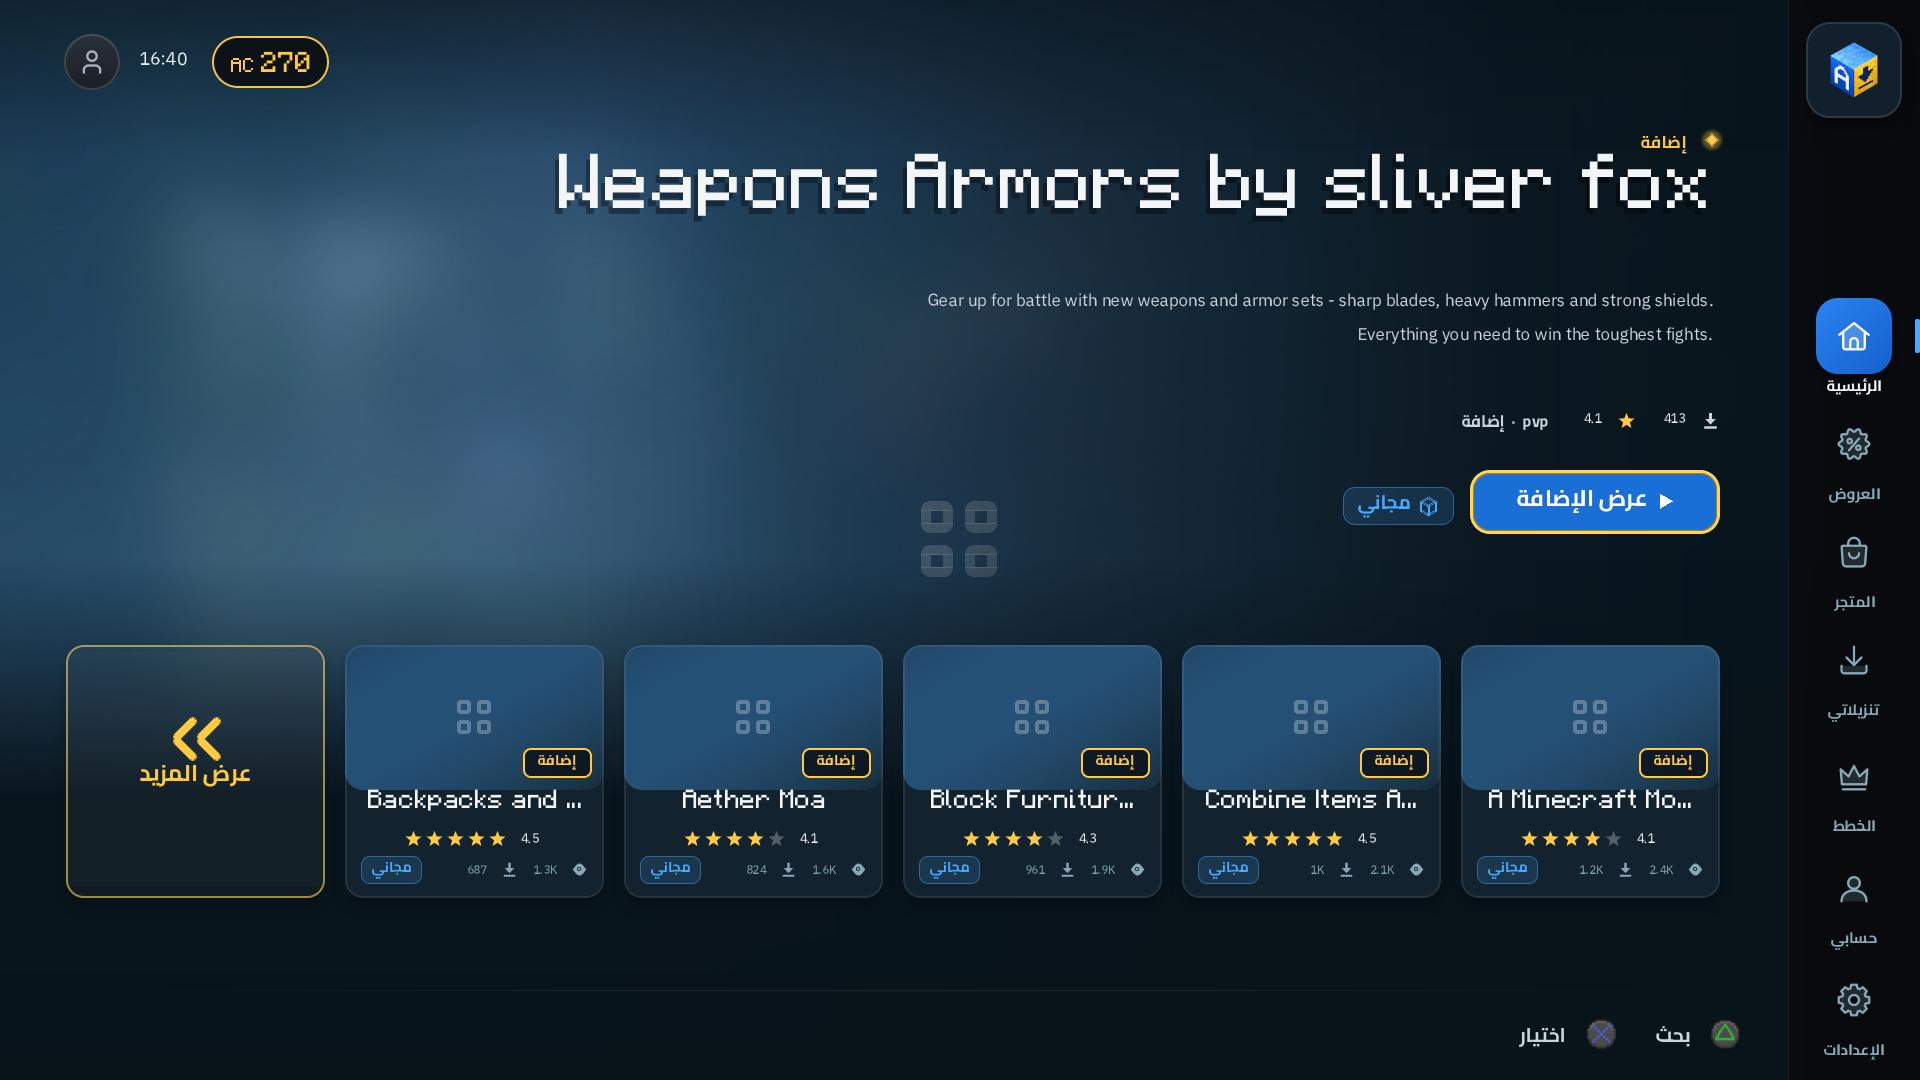 16:40
AC 270
إضافة
Weapons Armors by sliver fox
Gear up for battle with new weapons and armor sets - sharp blades, heavy hammers and strong shields.
Everything you need to win the toughest fights.
413
4.1
pvp · إضافة
عرض الإضافة
مجاني
إضافة
A Minecraft Mo...
4.1
2.4K
1.2K
مجاني
إضافة
Combine Items A...
4.5
2.1K
1K
مجاني
إضافة
Block Furnitur...
4.3
1.9K
961
مجاني
إضافة
Aether Moa
4.1
1.6K
824
مجاني
إضافة
Backpacks and ...
4.5
1.3K
687
مجاني
عرض المزيد
بحث
اختيار
A
الرئيسية
العروض
المتجر
تنزيلاتي
الخطط
حسابي
الإعدادات